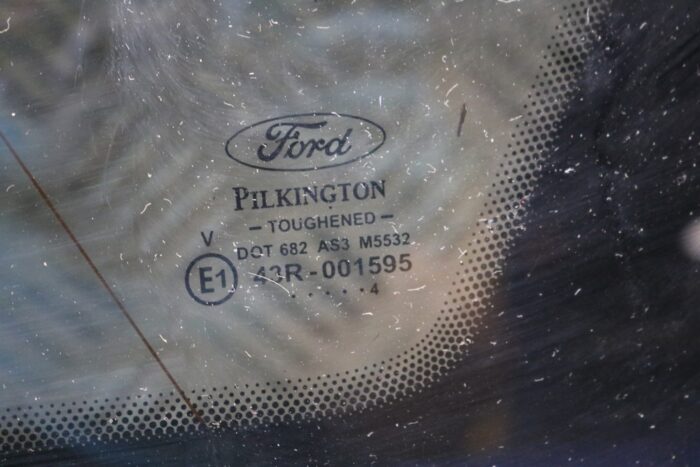 Ford
PILKINGTON
- TOUGHENED -
V
DOT 682 AS3 M5532
E1 43R-001595
. . . . . 4